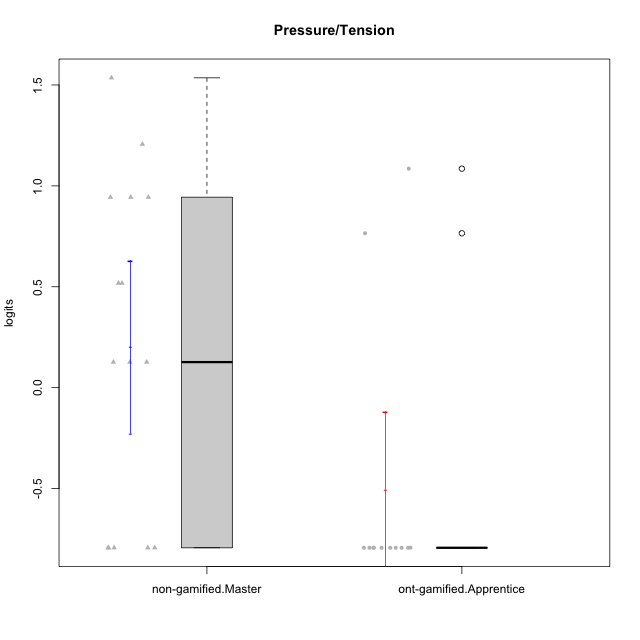 Pressure/Tension
1.5
1.0
0.5
0.0
-0.5
logits
non-gamified.Master
ont-gamified.Apprentice